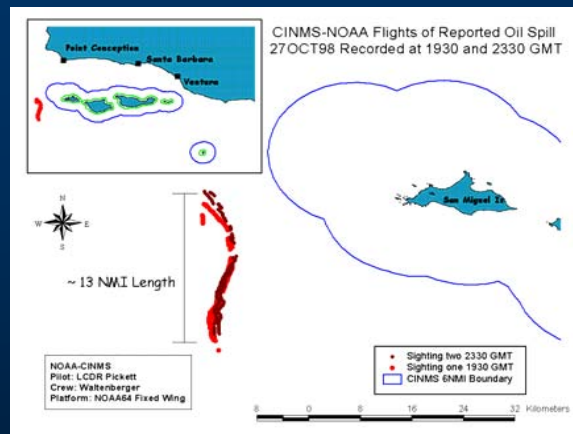 CINMS-NOAA Flights of Reported Oil Spill
27OCT98 Recorded at 1930 and 2330 GMT
Point Conception
Santa Barbara
Ventura
San Miguel Is
N
W E
S
~ 13 NMI Length
NOAA-CINMS
Pilot: LCDR Pickett
Crew: Waltenberger
Platform: NOAA64 Fixed Wing
Sighting two 2330 GMT
Sighting one 1930 GMT
CINMS 6NMI Boundary
8 0 8 16 24 32 Kilometers